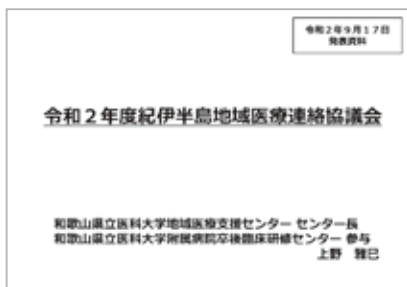 令和２年９月１７日
発表資料
令和２年度紀伊半島地域医療連絡協議会
和歌山県立医科大学地域医療支援センター センター長
和歌山県立医科大学附属病院卒後臨床研修センター 参与
上野 雅巳